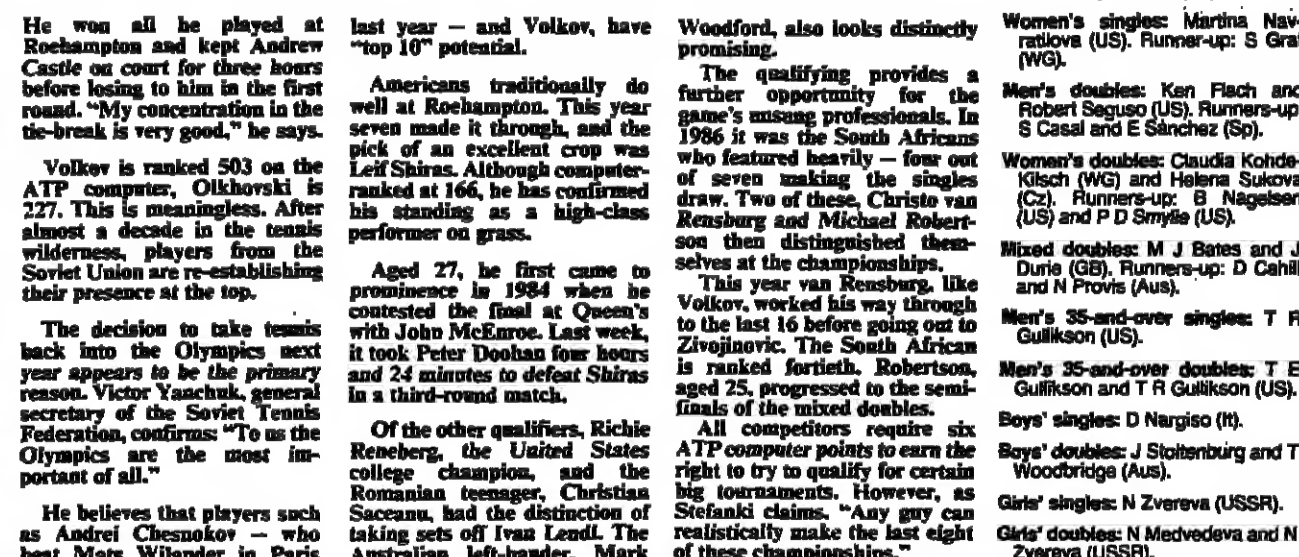 He won all he played at
Roehampton and kept Andrew
Castle on court for three hours
before losing to him in the first
round. “My concentration in the
tie-break is very good,” he says.
Volkov is ranked 503 on the
ATP computer, Olkhovski is
227. This is meaningless. After
almost a decade in the tennis
wilderness, players from the
Soviet Union are re-establishing
their presence at the top.
The decision to take tennis
back into the Olympics next
year appears to be the primary
reason. Victor Yanchuk, general
secretary of the Soviet Tennis
Federation, confirms: “To us the
Olympics are the most im-
portant of all.”
He believes that players such
as Andrei Chesnokov — who
beat Mats Wilander in Paris
last year — and Volkov, have
“top 10” potential.
Americans traditionally do
well at Roehampton. This year
seven made it through, and the
pick of an excellent crop was
Leif Shiras. Although computer-
ranked at 166, he has confirmed
his standing as a high-class
performer on grass.
Aged 27, he first came to
prominence in 1984 when he
contested the final at Queen's
with John McEnroe. Last week,
it took Peter Doohan four hours
and 24 minutes to defeat Shiras
in a third-round match.
Of the other qualifiers, Richie
Reneberg, the United States
college champion, and the
Romanian teenager, Christian
Saceanu, had the distinction of
taking sets off Ivan Lendl. The
Australian left-hander, Mark
Woodford, also looks distinctly
promising.
The qualifying provides a
further opportunity for the
game's unsung professionals. In
1986 it was the South Africans
who featured heavily — four out
of seven making the singles
draw. Two of these, Christo van
Rensburg and Michael Robert-
son then distinguished them-
selves at the championships.
This year van Rensburg, like
Volkov, worked his way through
to the last 16 before going out to
Zivojinovic. The South African
is ranked fortieth. Robertson,
aged 25, progressed to the semi-
finals of the mixed doubles.
All competitors require six
ATP computer points to earn the
right to try to qualify for certain
big tournaments. However, as
Stefanki claims, “Any guy can
realistically make the last eight
of these championships.”
Women's singles: Martina Nav-
ratilova (US). Runner-up: S Graf
(WG).
Men's doubles: Ken Flach and
Robert Seguso (US). Runners-up:
S Casal and E Sánchez (Sp).
Women's doubles: Claudia Kohde-
Kilsch (WG) and Helena Sukova
(Cz). Runners-up: B Nagelsen
(US) and P D Smylie (US).
Mixed doubles: M J Bates and J
Durie (GB). Runners-up: D Cahill
and N Provis (Aus).
Men's 35-and-over singles: T R
Gullikson (US).
Men's 35-and-over doubles: T E
Gullikson and T R Gullikson (US).
Boys' singles: D Nargiso (It).
Boys' doubles: J Stoltenburg and T
Woodbridge (Aus).
Girls' singles: N Zvereva (USSR).
Girls' doubles: N Medvedeva and N
Zvereva (USSR).